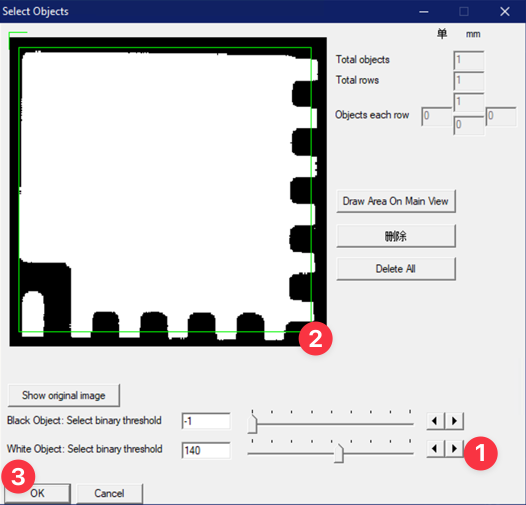 Select Objects
单 mm
Total objects 1
Total rows 1
1
Objects each row 0 0
0
Draw Area On Main View
删除
Delete All
2
Show original image
Black Object: Select binary threshold -1
White Object: Select binary threshold 140
1
3
OK Cancel